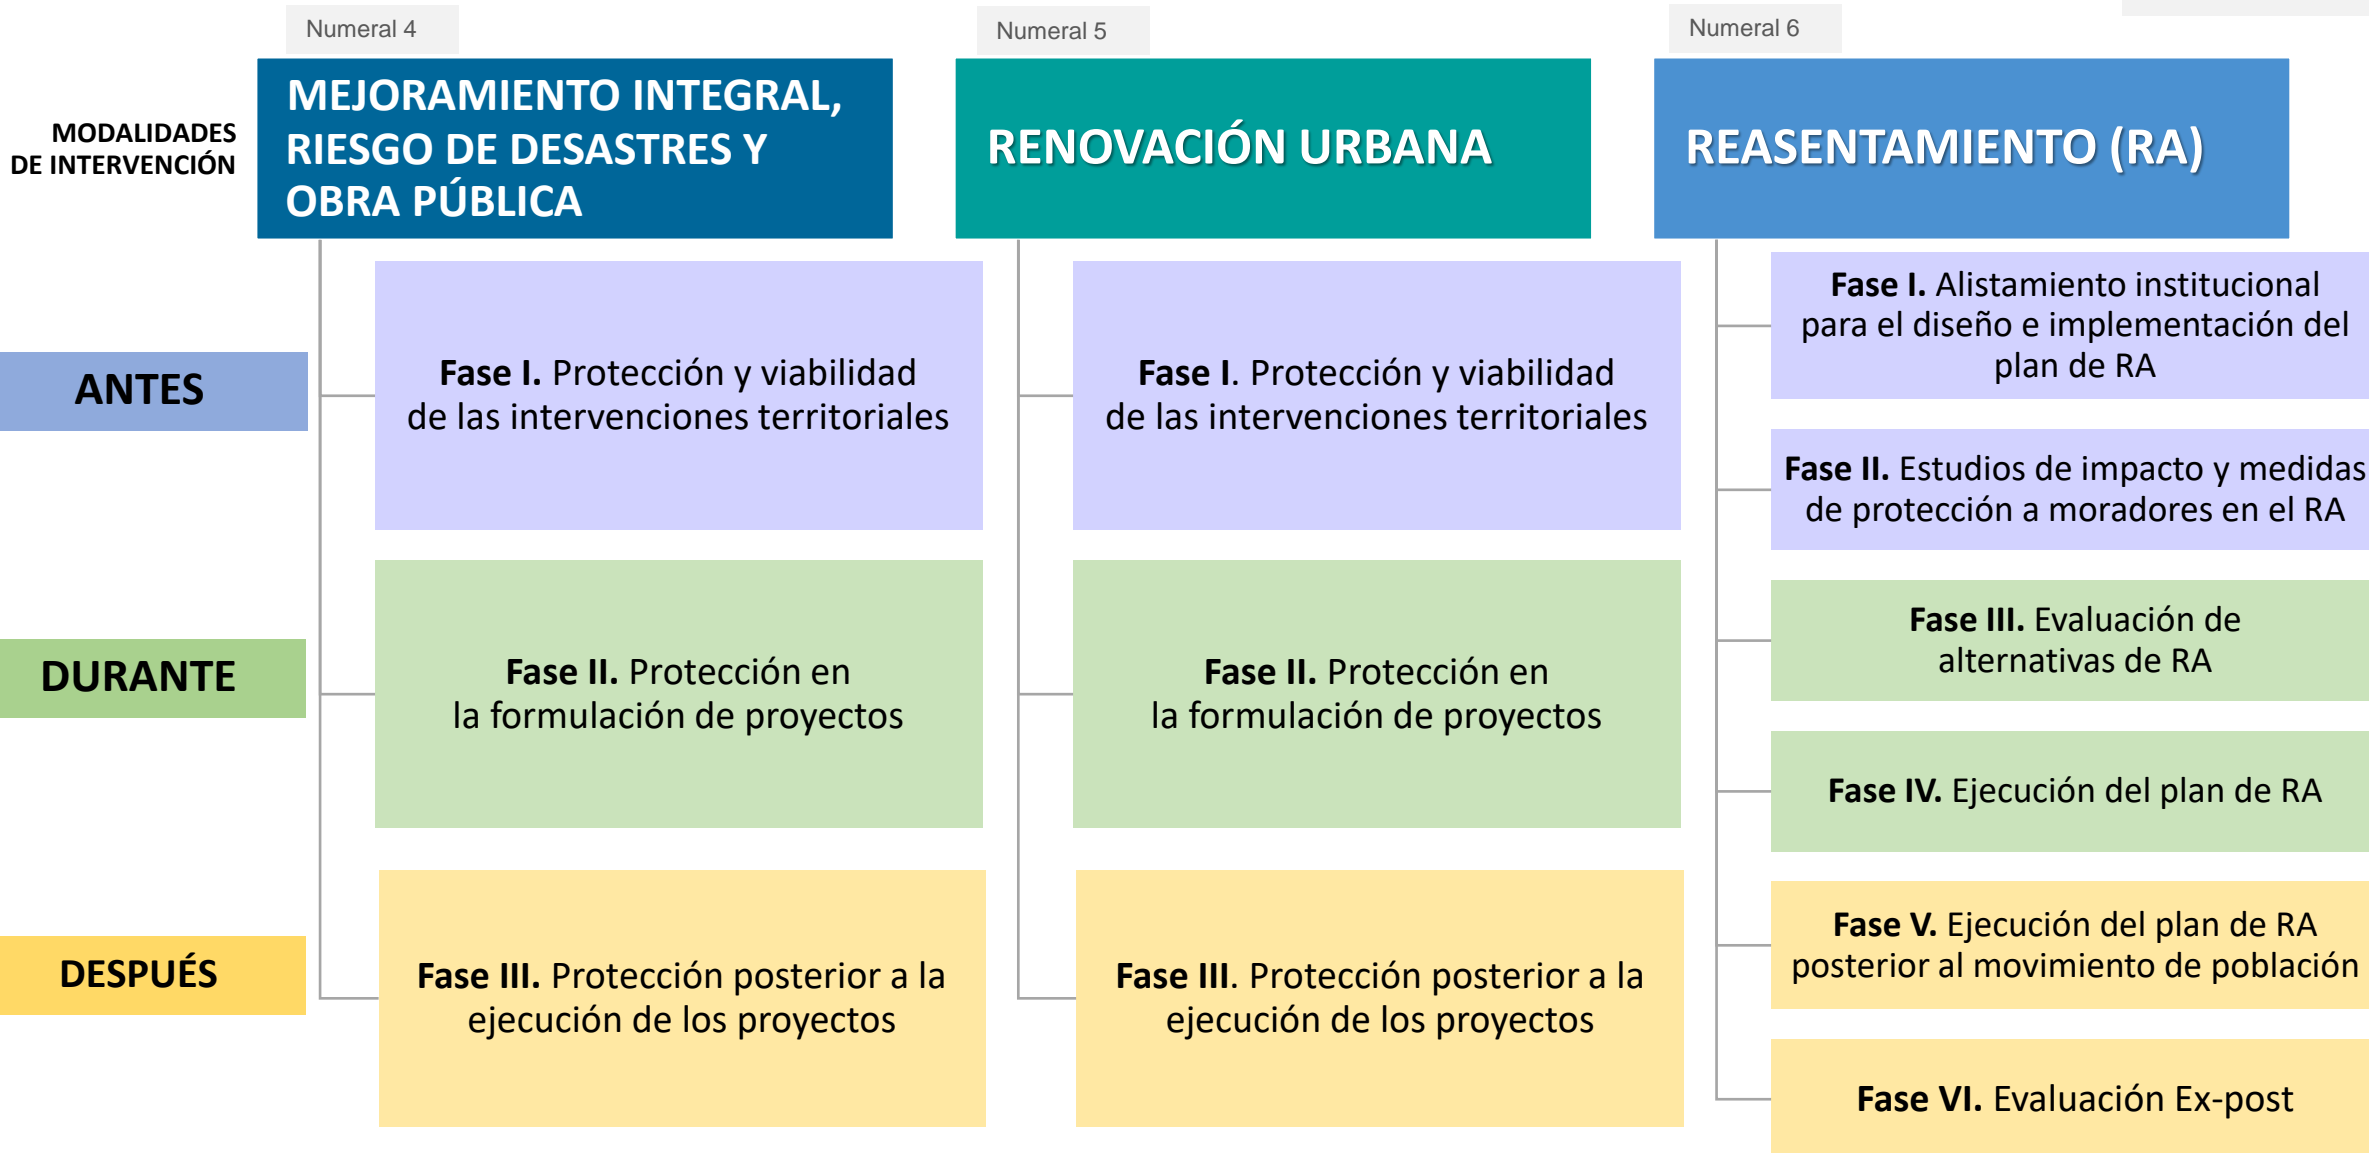 Numeral 4
Numeral 5
Numeral 6
MODALIDADES
DE INTERVENCIÓN
MEJORAMIENTO INTEGRAL,
RIESGO DE DESASTRES Y
OBRA PÚBLICA
RENOVACIÓN URBANA
REASENTAMIENTO (RA)
ANTES
Fase I. Protección y viabilidad
de las intervenciones territoriales
Fase I. Protección y viabilidad
de las intervenciones territoriales
Fase I. Alistamiento institucional
para el diseño e implementación del
plan de RA
Fase II. Estudios de impacto y medidas
de protección a moradores en el RA
DURANTE
Fase II. Protección en
la formulación de proyectos
Fase II. Protección en
la formulación de proyectos
Fase III. Evaluación de
alternativas de RA
Fase IV. Ejecución del plan de RA
DESPUÉS
Fase III. Protección posterior a la
ejecución de los proyectos
Fase III. Protección posterior a la
ejecución de los proyectos
Fase V. Ejecución del plan de RA
posterior al movimiento de población
Fase VI. Evaluación Ex-post